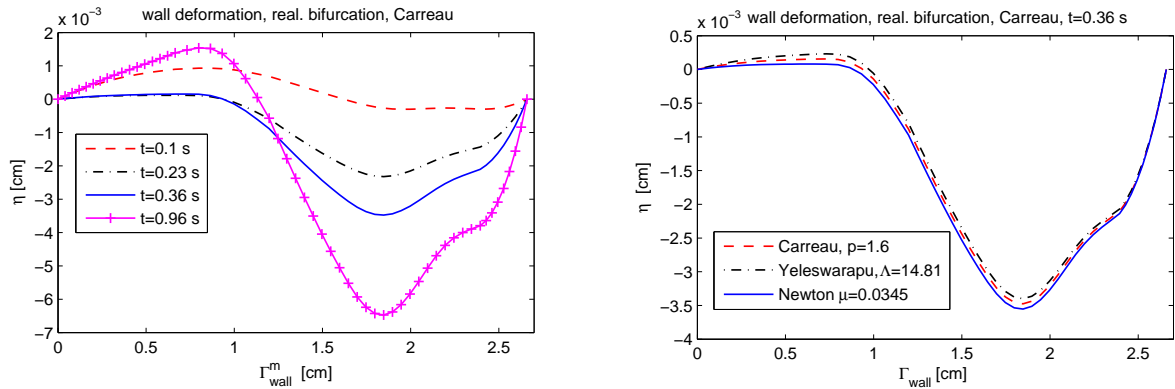 wall deformation, real. bifurcation, Carreau
x 10⁻³
2
1
0
−1
−2
−3
−4
−5
−6
−7
η [cm]
t=0.1 s
t=0.23 s
t=0.36 s
t=0.96 s
0 0.5 1 1.5 2 2.5
Γᵐwall [cm]
x 10⁻³ wall deformation, real. bifurcation, Carreau, t=0.36 s
0.5
0
−0.5
−1
−1.5
−2
−2.5
−3
−3.5
−4
η [cm]
Carreau, p=1.6
Yeleswarapu,Λ=14.81
Newton μ=0.0345
0 0.5 1 1.5 2 2.5
Γwall [cm]